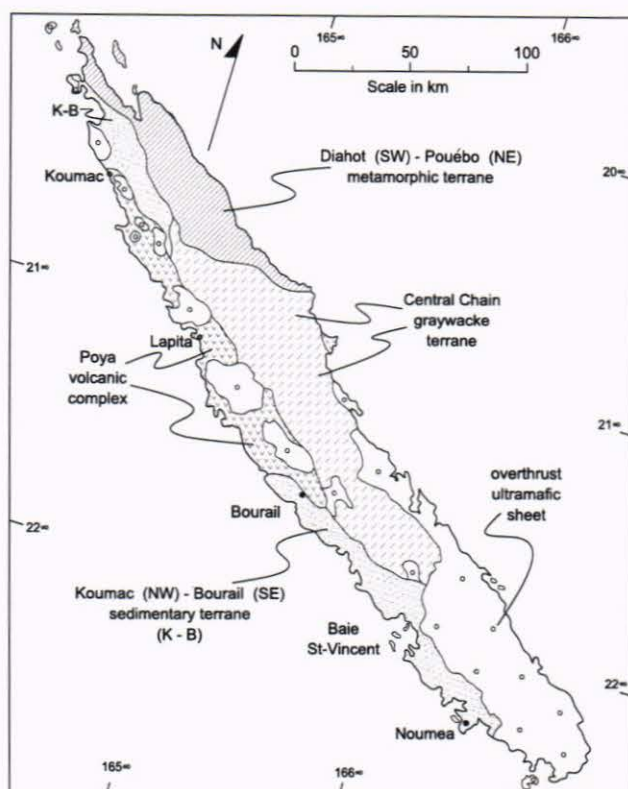 165∞
166∞
N
0 50 100
Scale in km
K-B
Diahot (SW) - Pouébo (NE)
metamorphic terrane
20∞
Koumac
21∞
Central Chain
graywacke
terrane
Lapita
Poya
volcanic
complex
21∞
overthrust
ultramafic
sheet
Bourail
22∞
Koumac (NW) - Bourail (SE)
sedimentary terrane
(K - B)
Baie
St-Vincent
22∞
Noumea
165∞
166∞